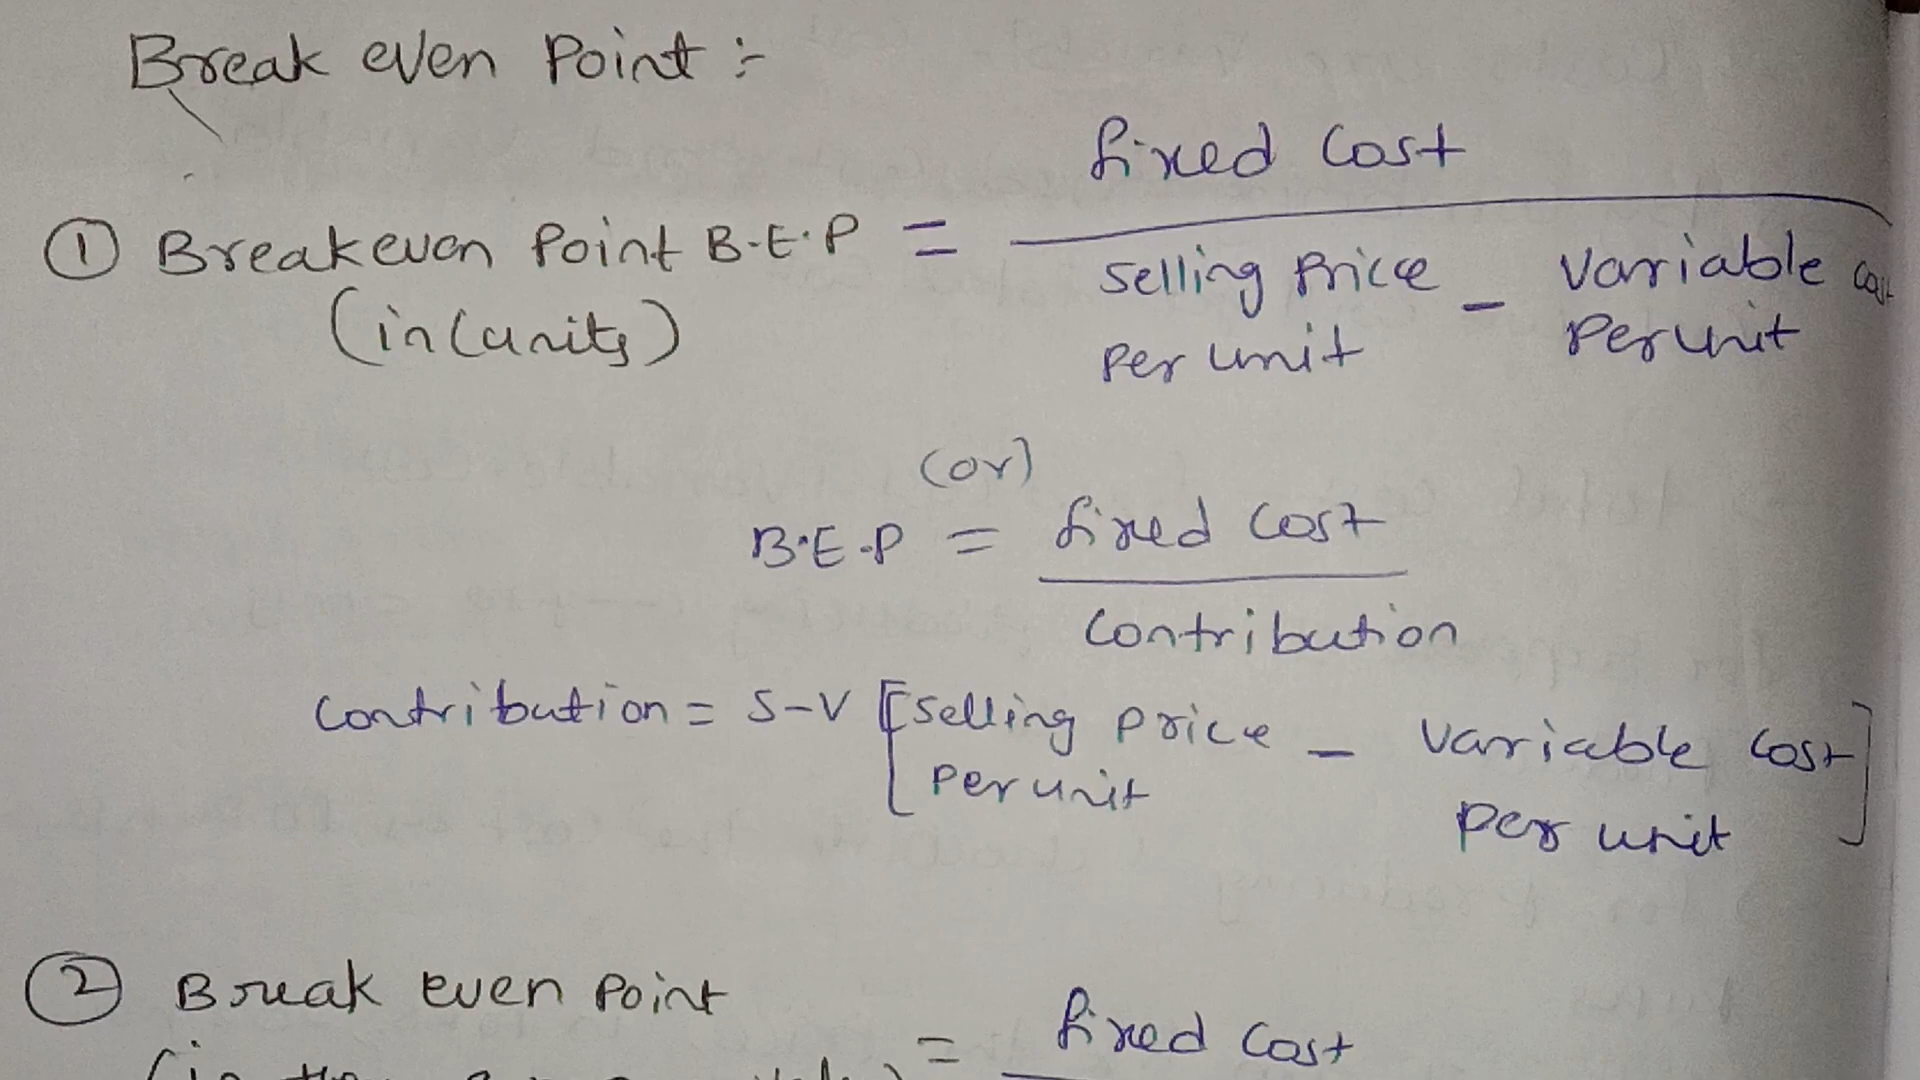 Break even Point :-
fixed Cost
① Breakeven Point B.E.P =
selling Price - Variable Cost
(in (units)
Per unit Per unit
(or)
B.E.P = fixed cost
Contribution
Contribution = S-V [selling price - Variable Cost]
Per unit per unit
② Break even Point
= fixed Cost